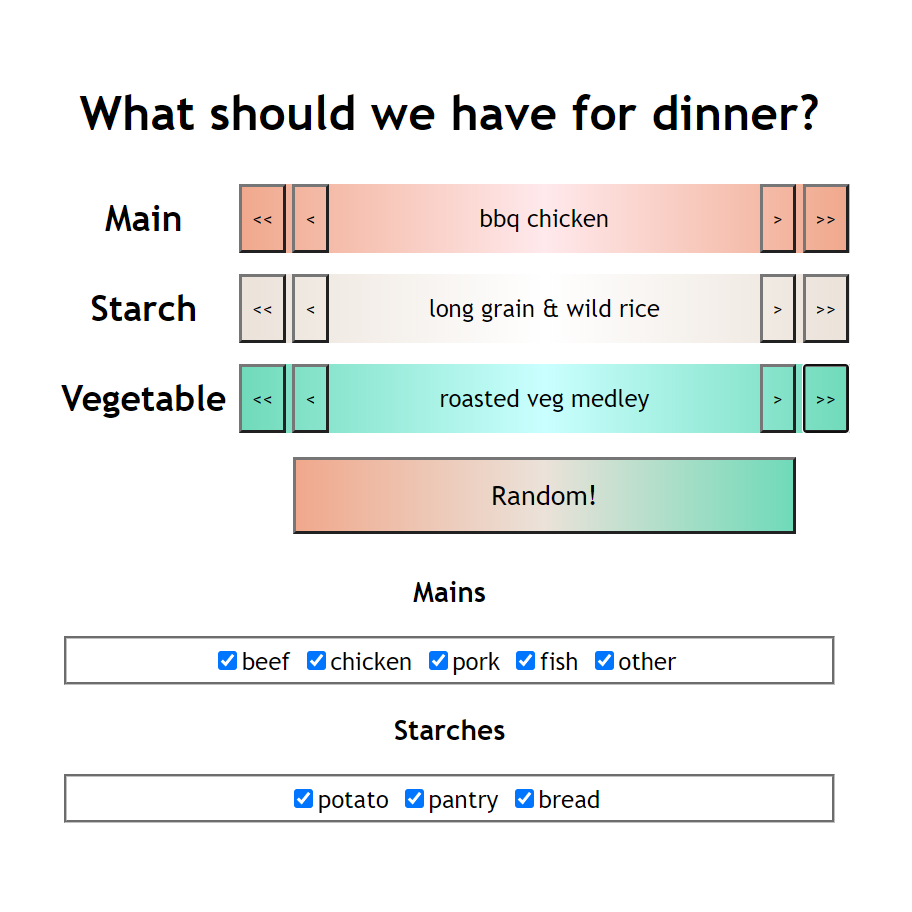 What should we have for dinner?
Main << < bbq chicken > >>
Starch << < long grain & wild rice > >>
Vegetable << < roasted veg medley > >>
Random!
Mains
beef chicken pork fish other
Starches
potato pantry bread